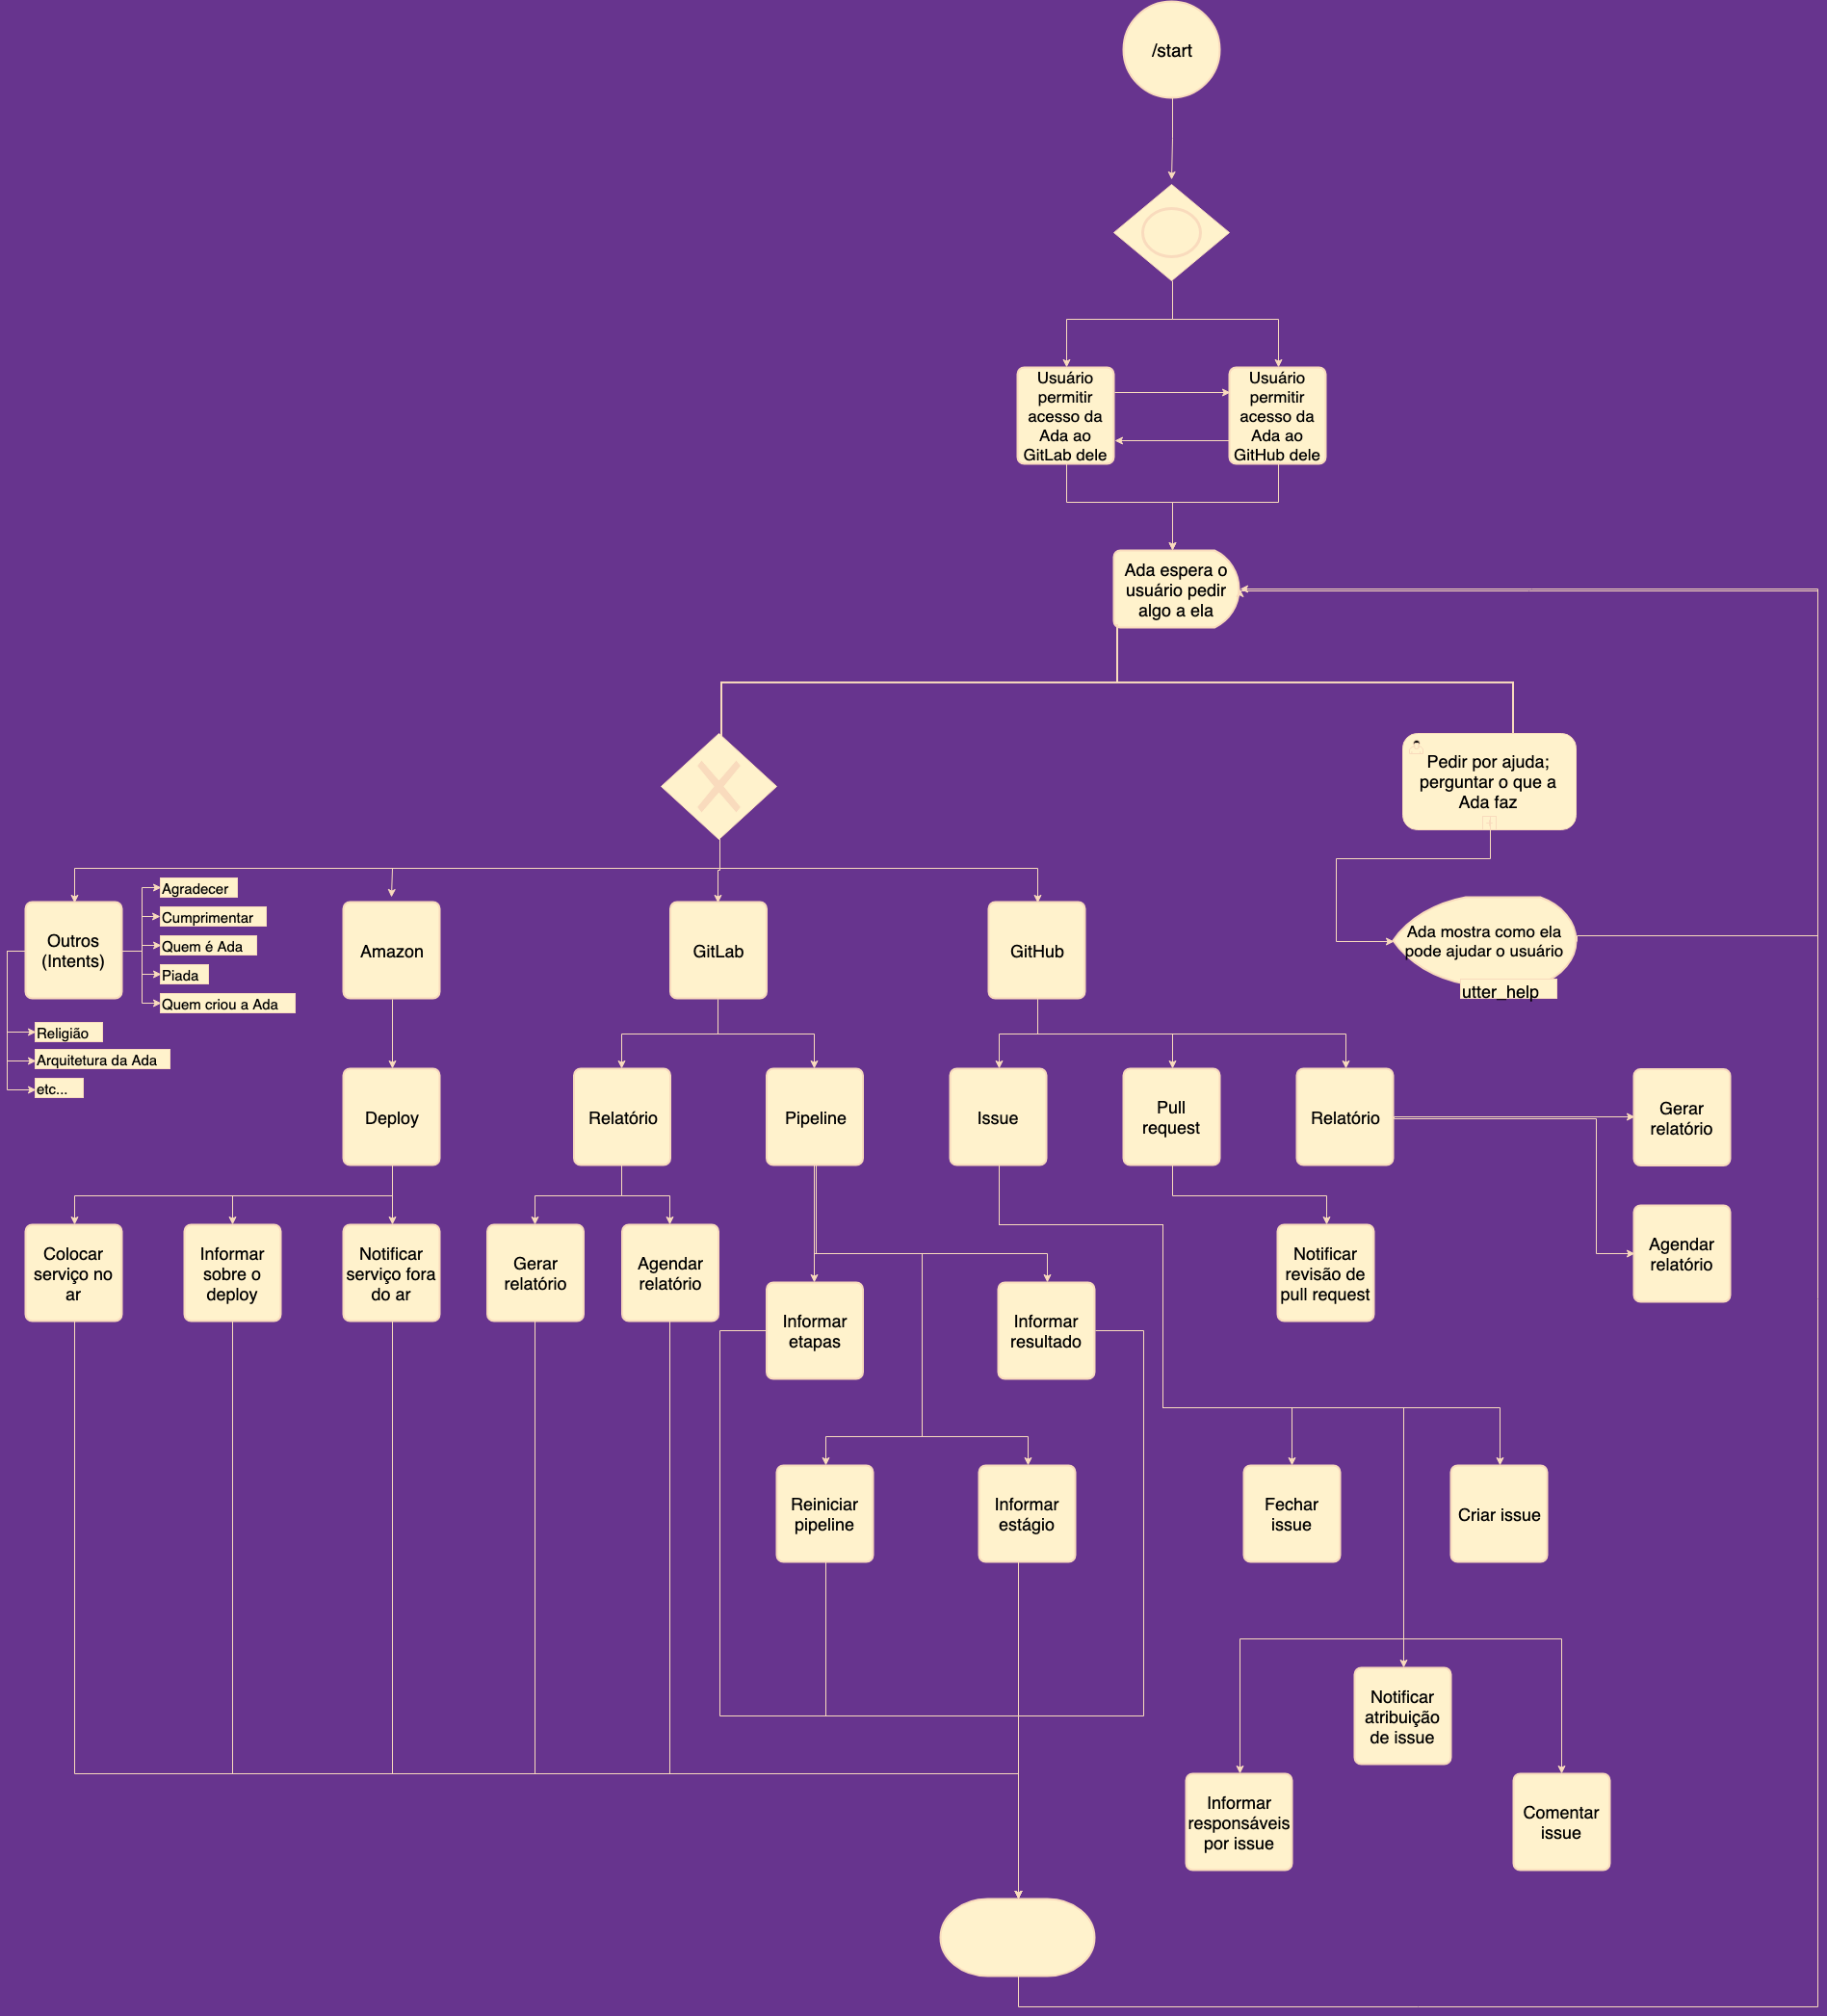 /start
Usuário
permitir
acesso da
Ada ao
GitLab dele
Usuário
permitir
acesso da
Ada ao
GitHub dele
Ada espera o
usuário pedir
algo a ela
Pedir por ajuda;
perguntar o que a
Ada faz
Ada mostra como ela
pode ajudar o usuário
utter_help
Outros
(Intents)
Agradecer
Cumprimentar
Quem é Ada
Piada
Quem criou a Ada
Religião
Arquitetura da Ada
etc...
Amazon
GitLab
GitHub
Deploy
Relatório
Pipeline
Issue
Pull
request
Relatório
Gerar
relatório
Agendar
relatório
Colocar
serviço no
ar
Informar
sobre o
deploy
Notificar
serviço fora
do ar
Gerar
relatório
Agendar
relatório
Informar
etapas
Informar
resultado
Notificar
revisão de
pull request
Reiniciar
pipeline
Informar
estágio
Fechar
issue
Criar issue
Notificar
atribuição
de issue
Informar
responsáveis
por issue
Comentar
issue